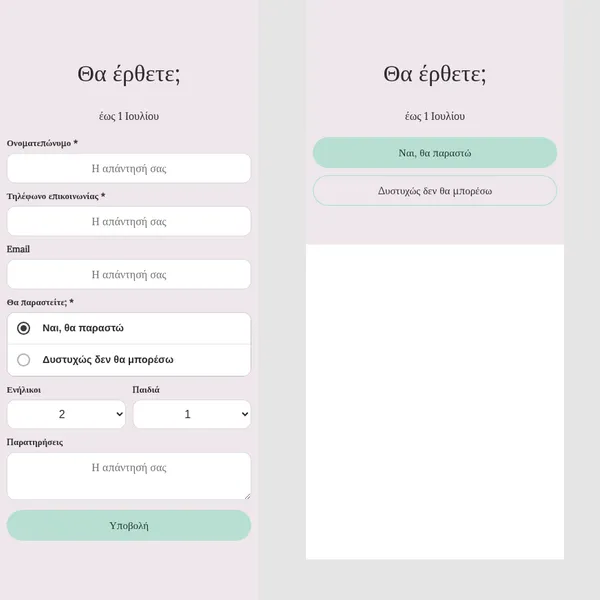 Θα έρθετε;
έως 1 Ιουλίου
Ονοματεπώνυμο *
Η απάντησή σας
Τηλέφωνο επικοινωνίας *
Η απάντησή σας
Email
Η απάντησή σας
Θα παραστείτε; *
Ναι, θα παραστώ
Δυστυχώς δεν θα μπορέσω
Ενήλικοι Παιδιά
2 1
Παρατηρήσεις
Η απάντησή σας
Υποβολή
Θα έρθετε;
έως 1 Ιουλίου
Ναι, θα παραστώ
Δυστυχώς δεν θα μπορέσω